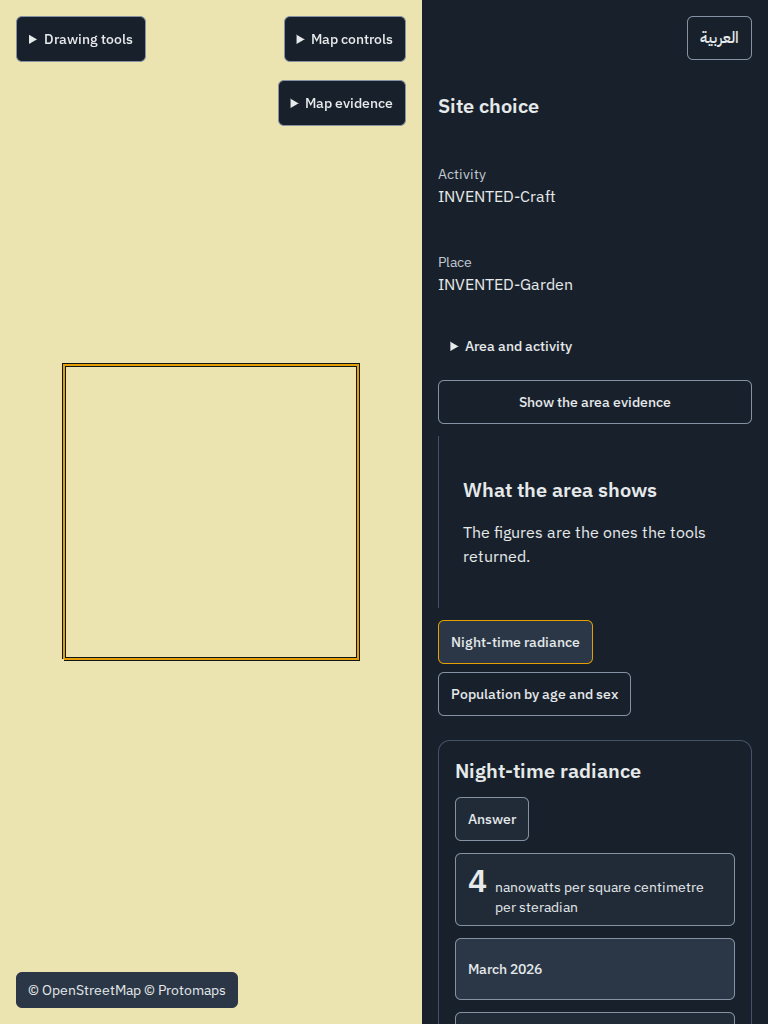 Drawing tools
Map controls
Map evidence
© OpenStreetMap © Protomaps
العربية
Site choice
Activity
INVENTED-Craft
Place
INVENTED-Garden
Area and activity
Show the area evidence
What the area shows
The figures are the ones the tools
returned.
Night-time radiance
Population by age and sex
Night-time radiance
Answer
4 nanowatts per square centimetre
per steradian
March 2026